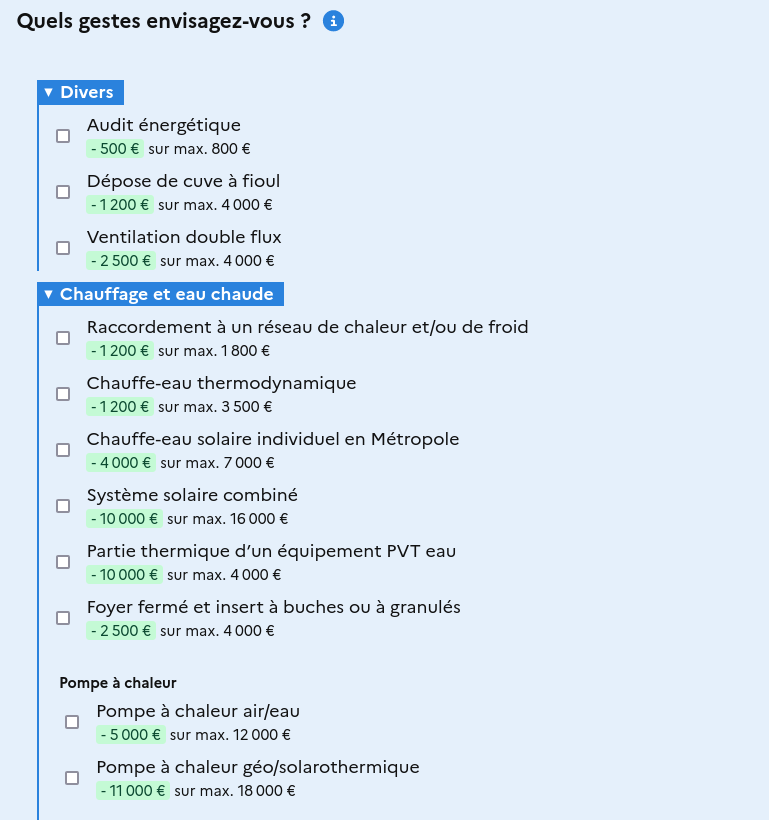 Quels gestes envisagez-vous ? i
▼ Divers
Audit énergétique
- 500 € sur max. 800 €
Dépose de cuve à fioul
- 1 200 € sur max. 4 000 €
Ventilation double flux
- 2 500 € sur max. 4 000 €
▼ Chauffage et eau chaude
Raccordement à un réseau de chaleur et/ou de froid
- 1 200 € sur max. 1 800 €
Chauffe-eau thermodynamique
- 1 200 € sur max. 3 500 €
Chauffe-eau solaire individuel en Métropole
- 4 000 € sur max. 7 000 €
Système solaire combiné
- 10 000 € sur max. 16 000 €
Partie thermique d’un équipement PVT eau
- 10 000 € sur max. 4 000 €
Foyer fermé et insert à buches ou à granulés
- 2 500 € sur max. 4 000 €
Pompe à chaleur
Pompe à chaleur air/eau
- 5 000 € sur max. 12 000 €
Pompe à chaleur géo/solarothermique
- 11 000 € sur max. 18 000 €